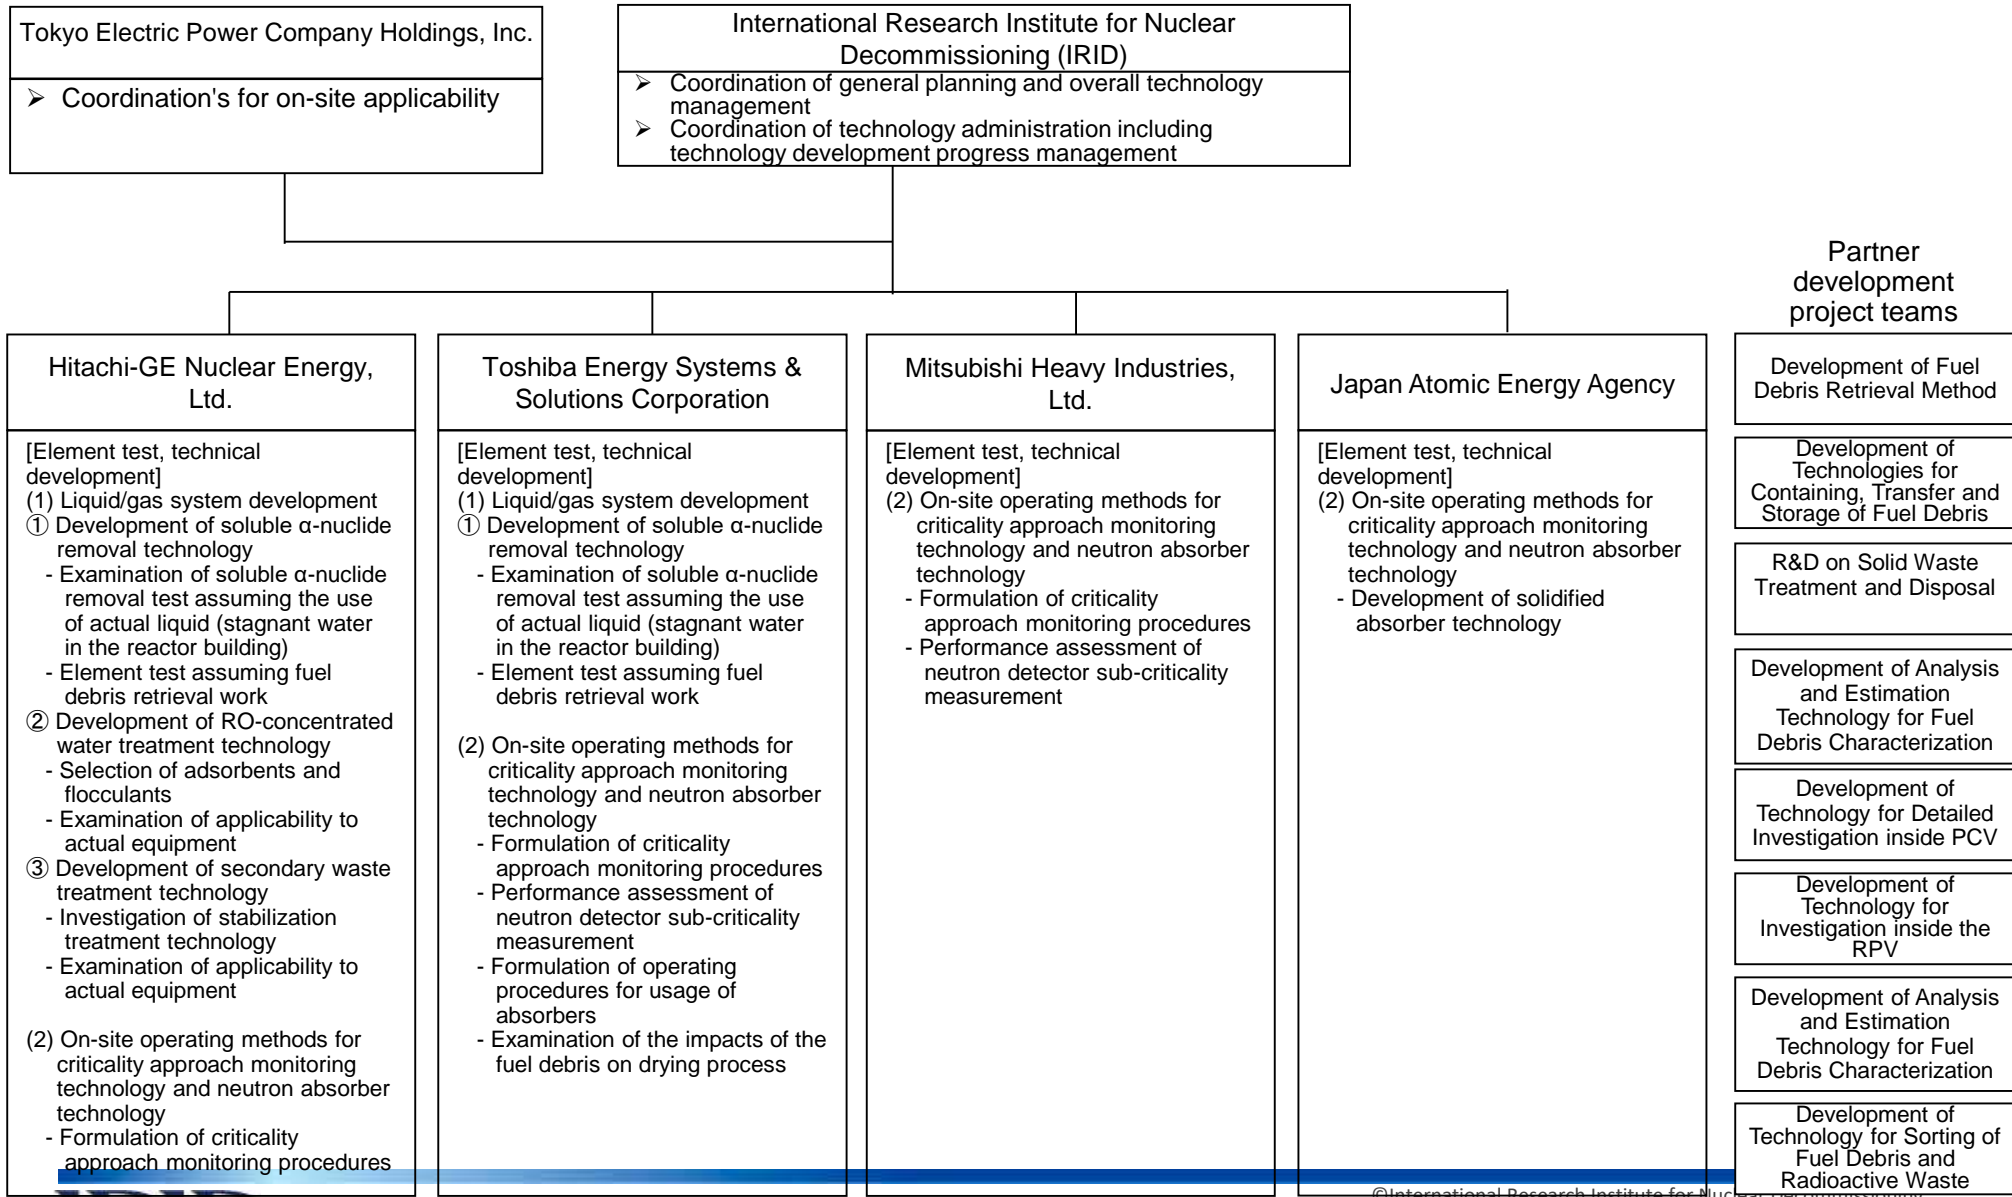 Tokyo Electric Power Company Holdings, Inc.
➢ Coordination's for on-site applicability
International Research Institute for Nuclear
Decommissioning (IRID)
➢ Coordination of general planning and overall technology
management
➢ Coordination of technology administration including
technology development progress management
Hitachi-GE Nuclear Energy,
Ltd.
[Element test, technical
development]
(1) Liquid/gas system development
① Development of soluble α-nuclide
removal technology
- Examination of soluble α-nuclide
removal test assuming the use
of actual liquid (stagnant water
in the reactor building)
- Element test assuming fuel
debris retrieval work
② Development of RO-concentrated
water treatment technology
- Selection of adsorbents and
flocculants
- Examination of applicability to
actual equipment
③ Development of secondary waste
treatment technology
- Investigation of stabilization
treatment technology
- Examination of applicability to
actual equipment
(2) On-site operating methods for
criticality approach monitoring
technology and neutron absorber
technology
- Formulation of criticality
approach monitoring procedures
Toshiba Energy Systems &
Solutions Corporation
[Element test, technical
development]
(1) Liquid/gas system development
① Development of soluble α-nuclide
removal technology
- Examination of soluble α-nuclide
removal test assuming the use
of actual liquid (stagnant water
in the reactor building)
- Element test assuming fuel
debris retrieval work
(2) On-site operating methods for
criticality approach monitoring
technology and neutron absorber
technology
- Formulation of criticality
approach monitoring procedures
- Performance assessment of
neutron detector sub-criticality
measurement
- Formulation of operating
procedures for usage of
absorbers
- Examination of the impacts of the
fuel debris on drying process
Mitsubishi Heavy Industries,
Ltd.
[Element test, technical
development]
(2) On-site operating methods for
criticality approach monitoring
technology and neutron absorber
technology
- Formulation of criticality
approach monitoring procedures
- Performance assessment of
neutron detector sub-criticality
measurement
Japan Atomic Energy Agency
[Element test, technical
development]
(2) On-site operating methods for
criticality approach monitoring
technology and neutron absorber
technology
- Development of solidified
absorber technology
Partner
development
project teams
Development of Fuel
Debris Retrieval Method
Development of
Technologies for
Containing, Transfer and
Storage of Fuel Debris
R&D on Solid Waste
Treatment and Disposal
Development of Analysis
and Estimation
Technology for Fuel
Debris Characterization
Development of
Technology for Detailed
Investigation inside PCV
Development of
Technology for
Investigation inside the
RPV
Development of Analysis
and Estimation
Technology for Fuel
Debris Characterization
Development of
Technology for Sorting of
Fuel Debris and
Radioactive Waste
©International Research Institute for Nuclear Decommissioning
IRID